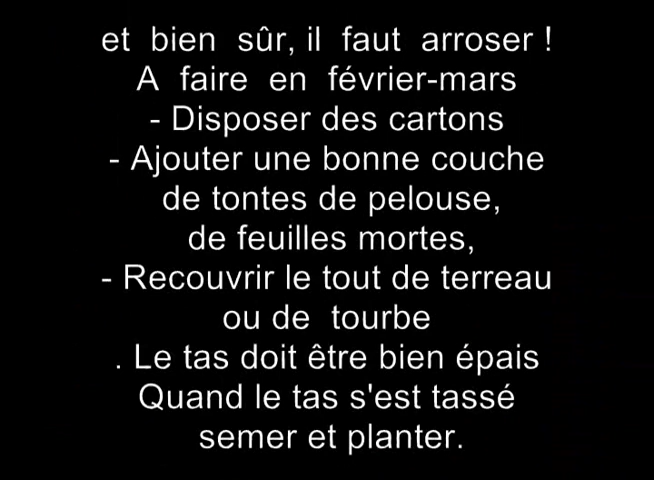 et bien sûr, il faut arroser !
A faire en février-mars
- Disposer des cartons
- Ajouter une bonne couche
de tontes de pelouse,
de feuilles mortes,
- Recouvrir le tout de terreau
ou de tourbe
. Le tas doit être bien épais
Quand le tas s'est tassé
semer et planter.